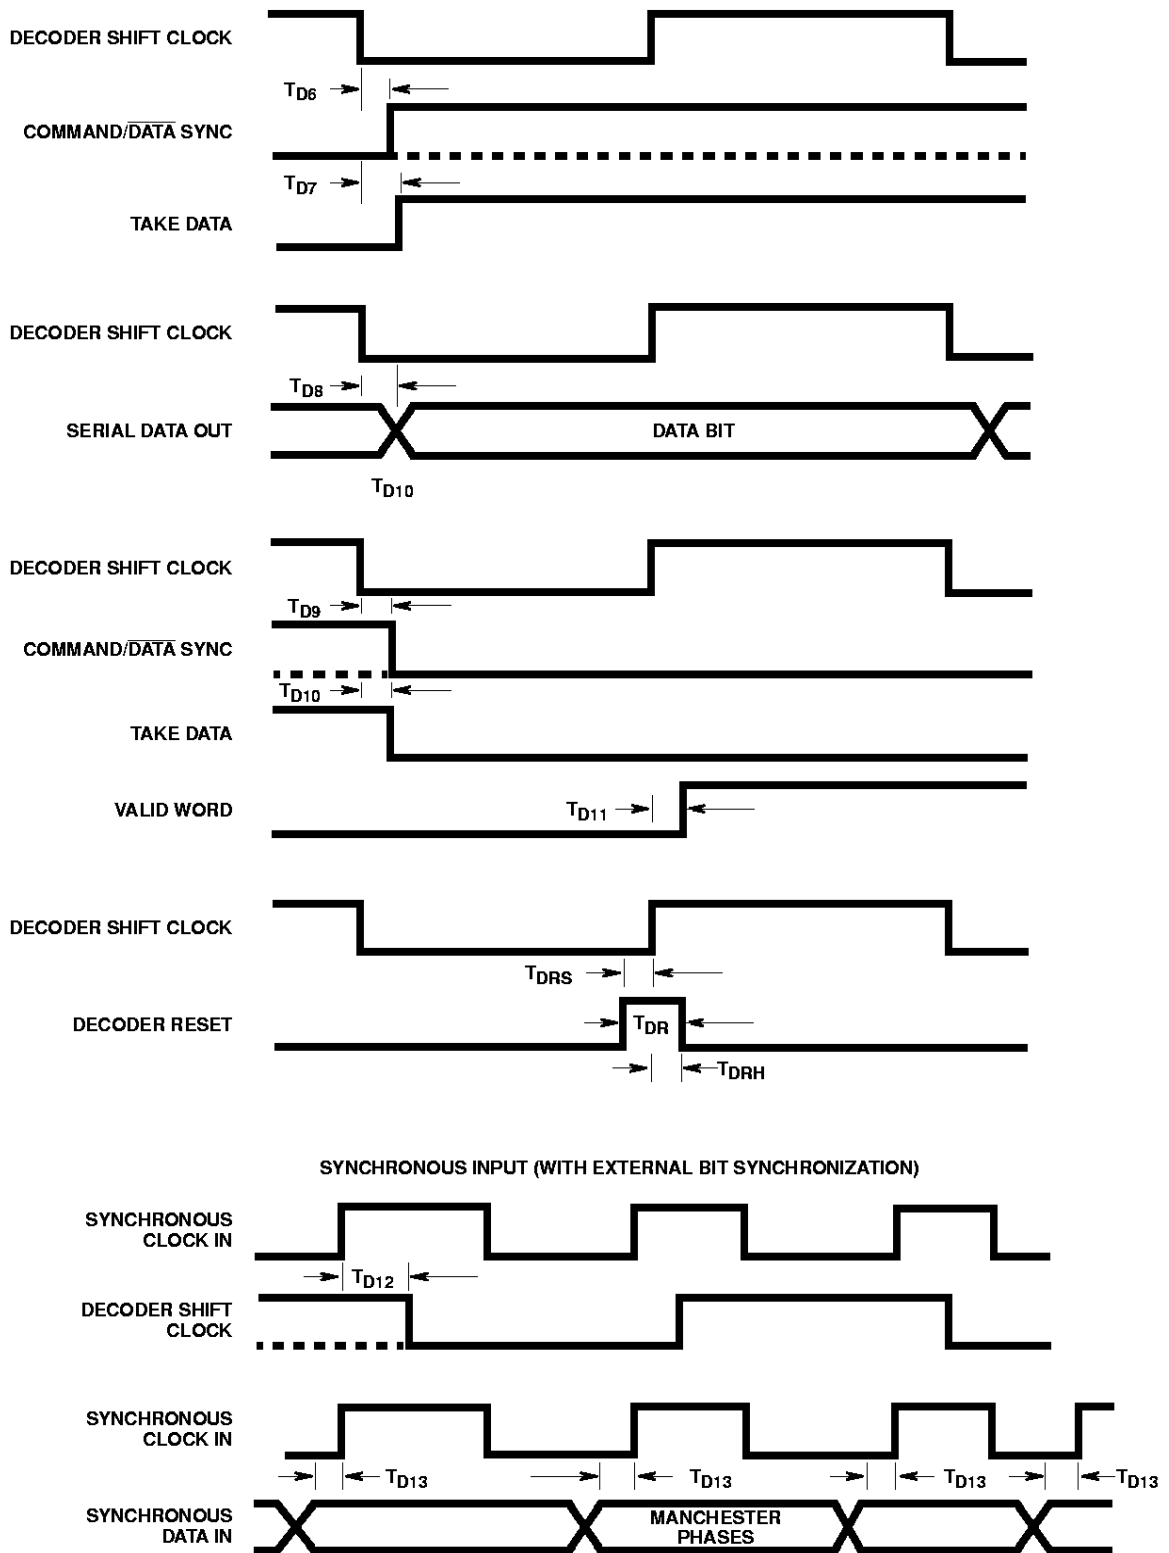 DECODER SHIFT CLOCK
TD6
COMMAND/DATA SYNC
TD7
TAKE DATA
DECODER SHIFT CLOCK
TD8
SERIAL DATA OUT
DATA BIT
TD10
DECODER SHIFT CLOCK
TD9
COMMAND/DATA SYNC
TD10
TAKE DATA
VALID WORD
TD11
DECODER SHIFT CLOCK
TDRS
DECODER RESET
TDR
TDRH
SYNCHRONOUS INPUT (WITH EXTERNAL BIT SYNCHRONIZATION)
SYNCHRONOUS
CLOCK IN
TD12
DECODER SHIFT
CLOCK
SYNCHRONOUS
CLOCK IN
TD13 TD13 TD13 TD13
SYNCHRONOUS
DATA IN
MANCHESTER
PHASES